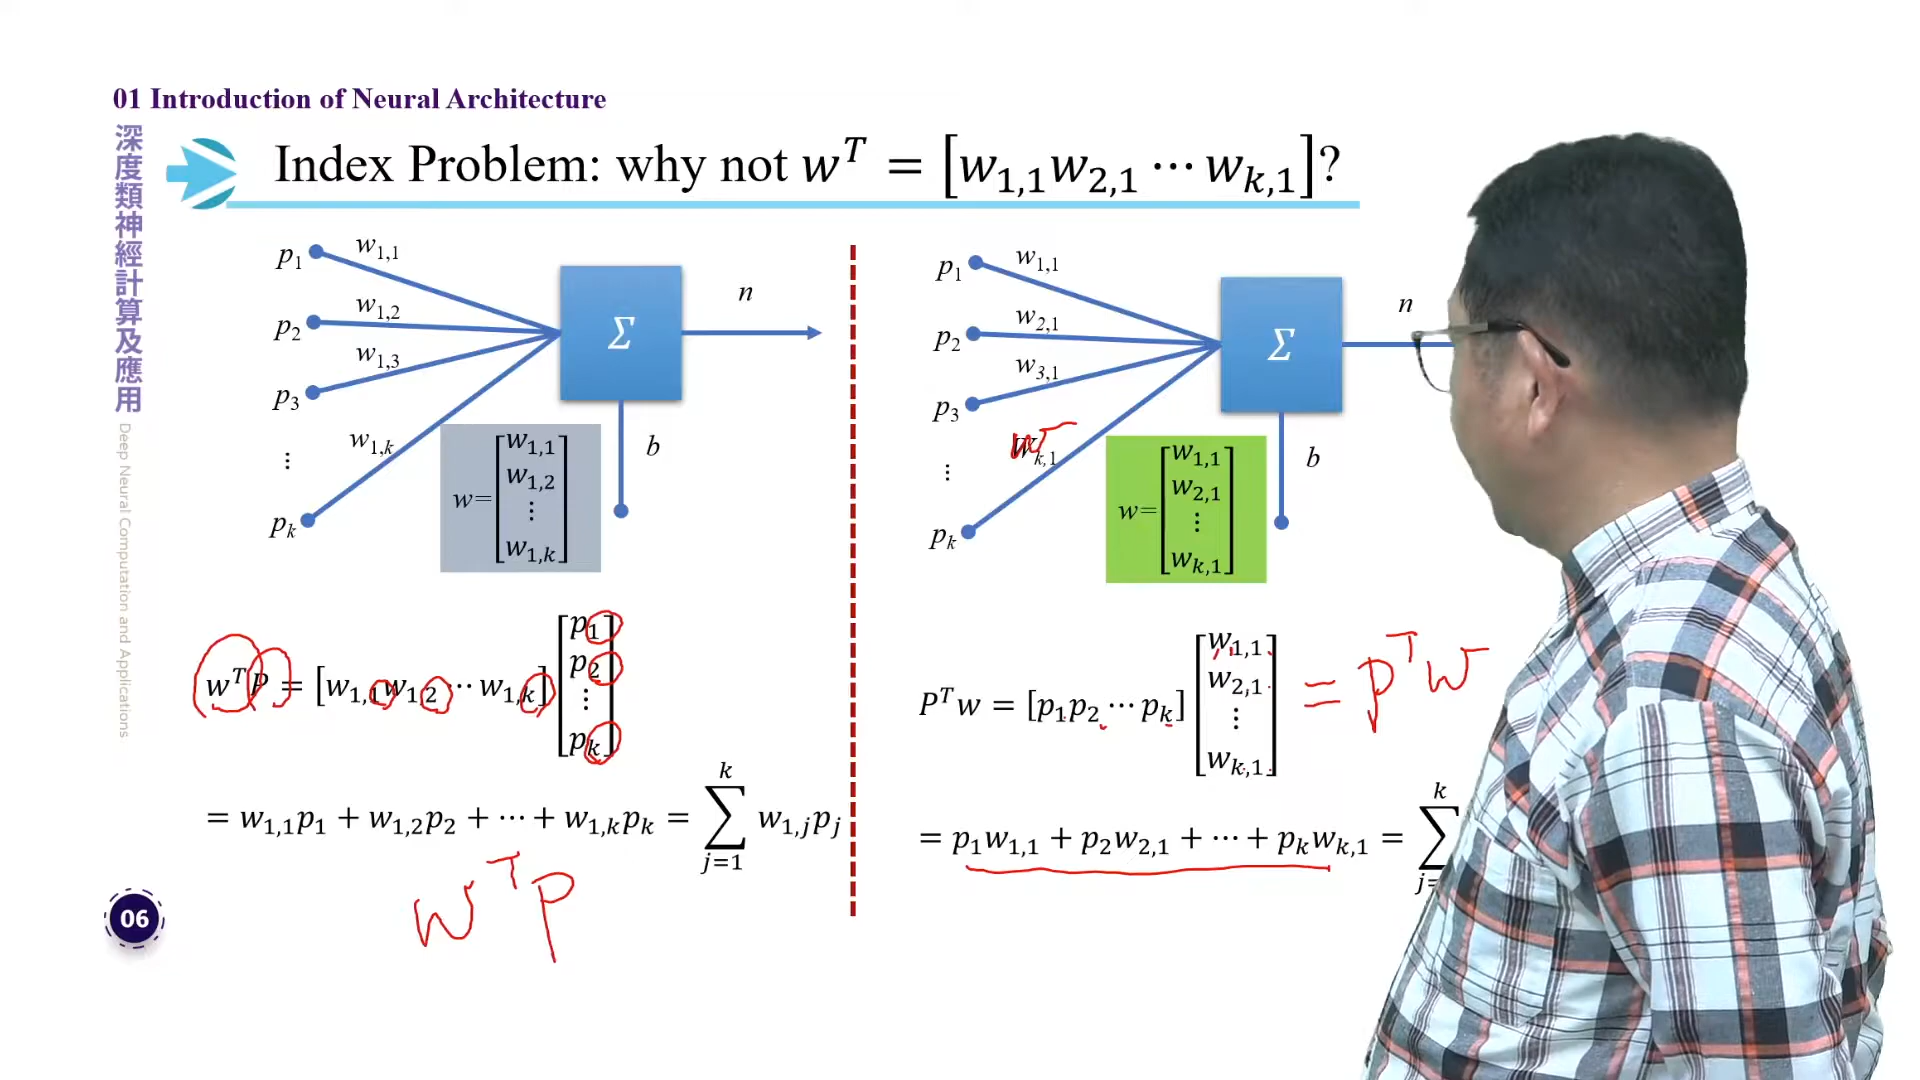 01 Introduction of Neural Architecture
深度類神經計算及應用
Deep Neural Computation and Applications
Index Problem: why not w^T = [w_{1,1} w_{2,1} ⋯ w_{k,1}]?
p_1 w_{1,1}
p_2 w_{1,2}
p_3 w_{1,3}
⋮
p_k w_{1,k}
Σ
n
b
w= [w_{1,1} w_{1,2} ⋮ w_{1,k}]
w^T P = [w_{1,1} w_{1,2} ⋯ w_{1,k}] [p_1 p_2 ⋮ p_k]
= w_{1,1}p_1 + w_{1,2}p_2 + ⋯ + w_{1,k}p_k = ∑_{j=1}^{k} w_{1,j}p_j
w^T P
p_1 w_{1,1}
p_2 w_{2,1}
p_3 w_{3,1}
⋮
p_k w_{k,1}
w
Σ
n
b
w= [w_{1,1} w_{2,1} ⋮ w_{k,1}]
P^T w = [p_1 p_2 ⋯ p_k] [w_{1,1} w_{2,1} ⋮ w_{k,1}] = P^T w
= p_1 w_{1,1} + p_2 w_{2,1} + ⋯ + p_k w_{k,1} = ∑^{k}
06